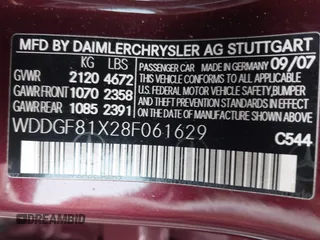 MFD BY DAIMLERCHRYSLER AG STUTTGART
KG LBS
GVWR 2120 4672
GAWR FRONT 1070 2358
GAWR REAR 1085 2391
PASSENGER CAR 09/07
MADE IN GERMANY
THIS VEHICLE CONFORMS TO ALL
APPLICABLE U.S. FEDERAL
MOTOR VEHICLE SAFETY, BUMPER
AND THEFT PREVENTION
STANDARDS IN EFFECT ON THE DATE
OF MANUFACTURE SHOWN ABOVE
WDDGF81X28F061629
C544
DREAMBID